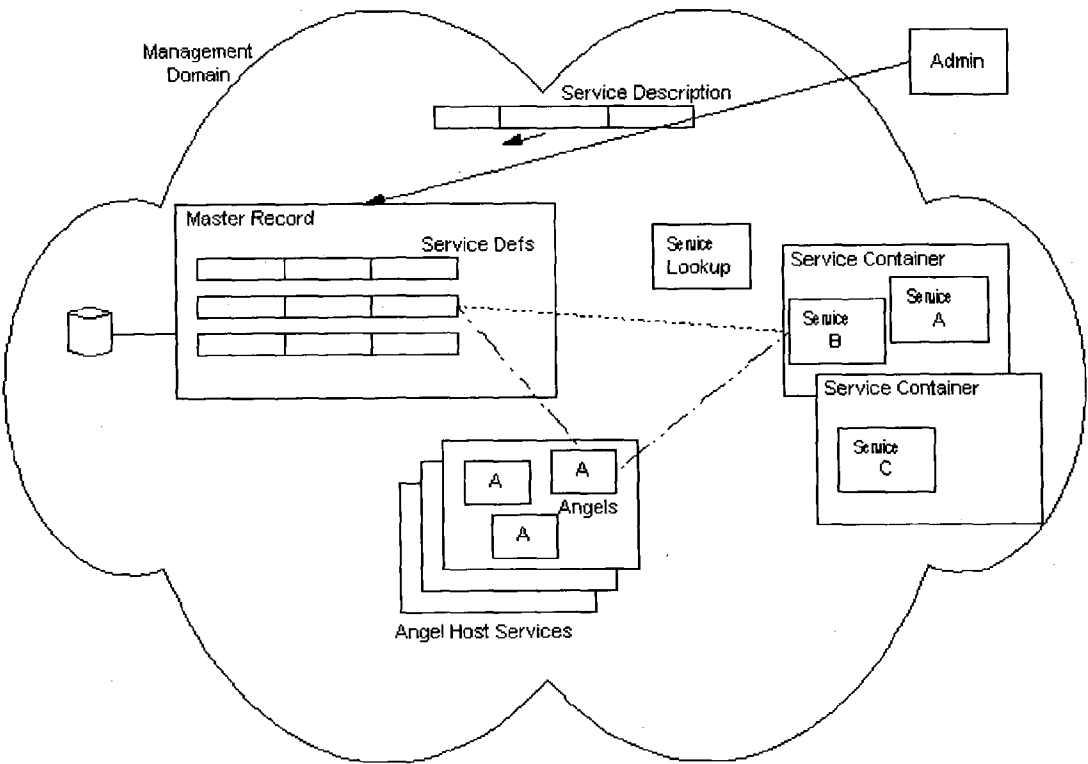 Management
Domain
Admin
Service Description
Master Record
Service Defs
Service
Lookup
Service Container
Service
A
Service
B
Service Container
Service
C
A
A
A
Angels
Angel Host Services